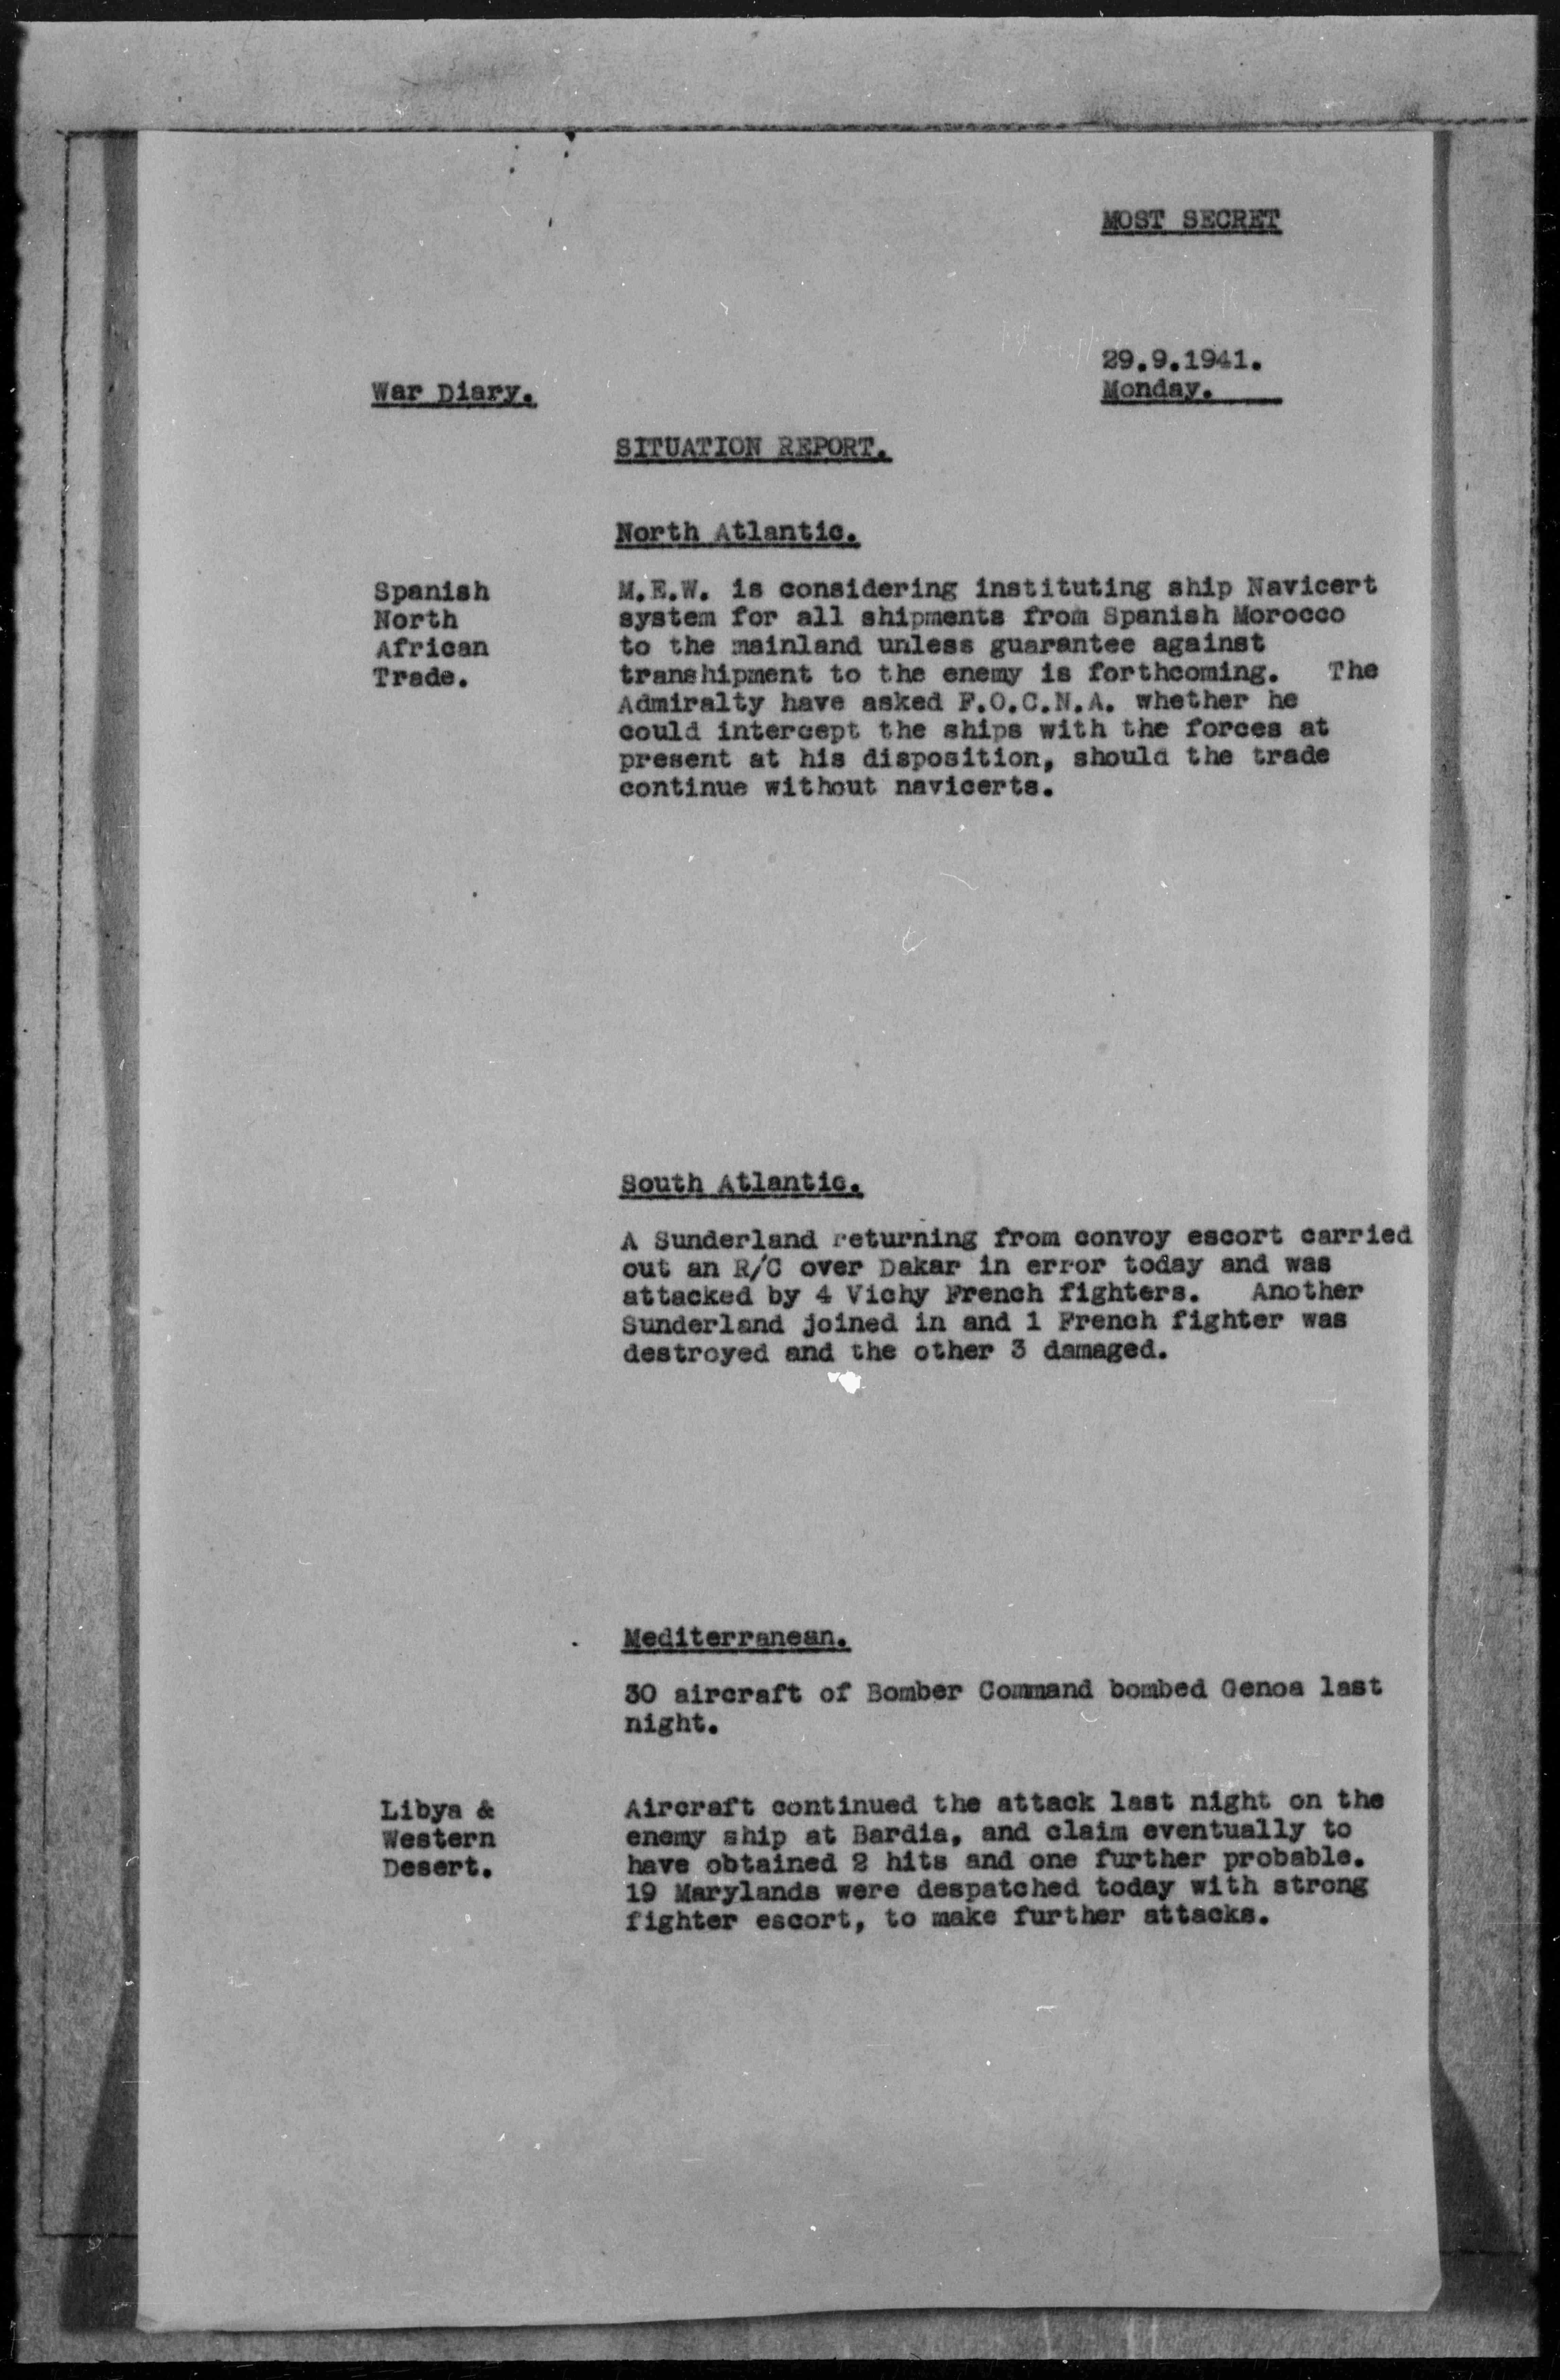 MOST SECRET
29.9.1941.
Monday.
War Diary.
SITUATION REPORT.
North Atlantic.
Spanish
North
African
Trade.
M.E.W. is considering instituting ship Navicert
system for all shipments from Spanish Morocco
to the mainland unless guarantee against
transhipment to the enemy is forthcoming. The
Admiralty have asked F.O.C.N.A. whether he
could intercept the ships with the forces at
present at his disposition, should the trade
continue without navicerts.
South Atlantic.
A Sunderland returning from convoy escort carried
out an R/C over Dakar in error today and was
attacked by 4 Vichy French fighters. Another
Sunderland joined in and 1 French fighter was
destroyed and the other 3 damaged.
Mediterranean.
30 aircraft of Bomber Command bombed Genoa last
night.
Libya &
Western
Desert.
Aircraft continued the attack last night on the
enemy ship at Bardia, and claim eventually to
have obtained 2 hits and one further probable.
19 Marylands were despatched today with strong
fighter escort, to make further attacks.